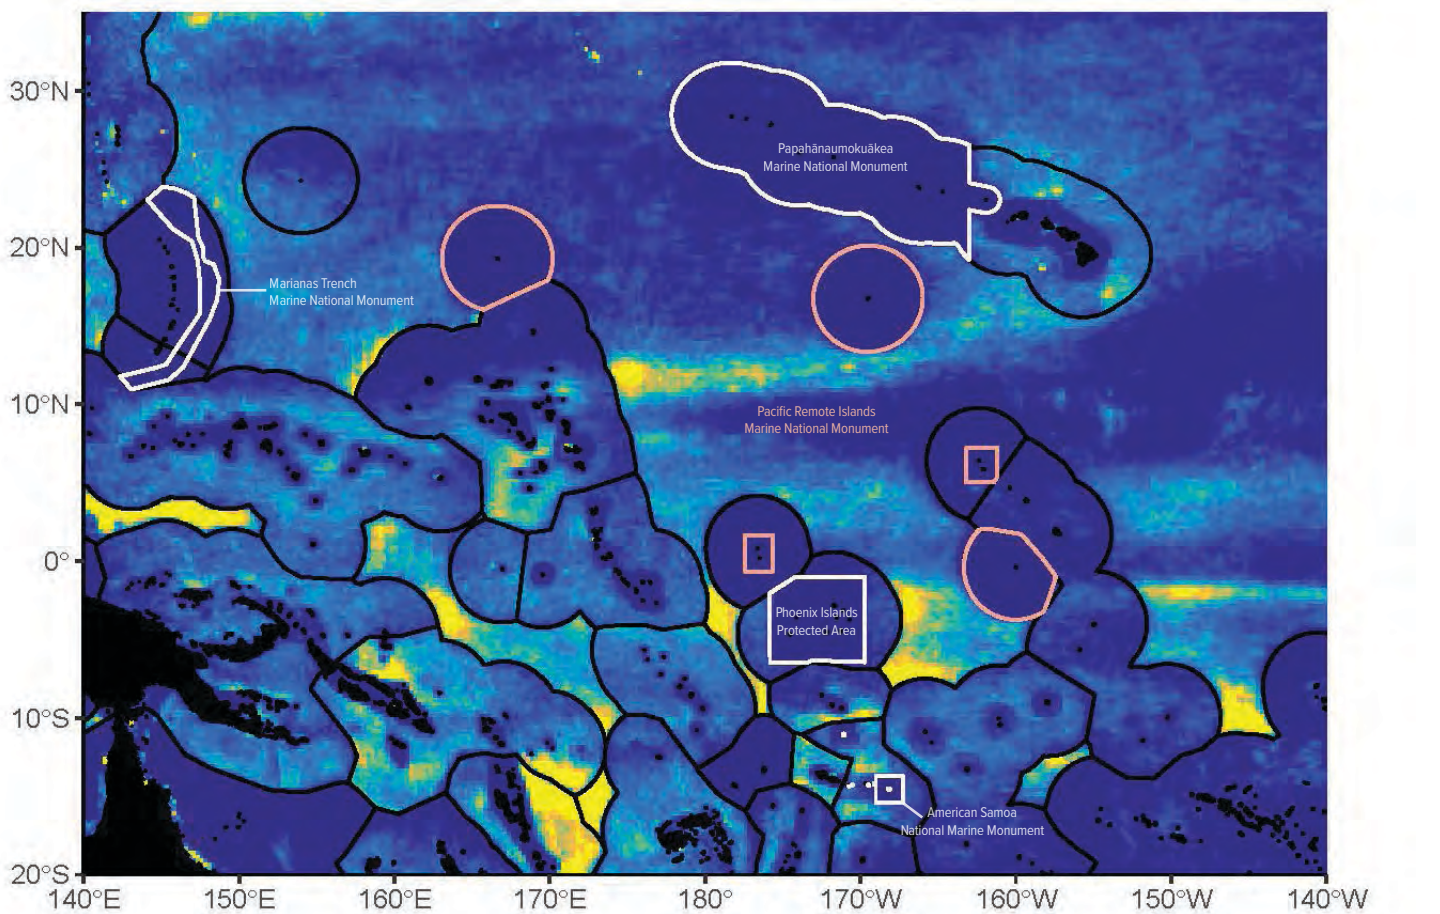 30°N
20°N
10°N
0°
10°S
20°S
Papahānaumokuākea
Marine National Monument
Marianas Trench
Marine National Monument
Pacific Remote Islands
Marine National Monument
Phoenix Islands
Protected Area
American Samoa
National Marine Monument
140°E
150°E
160°E
170°E
180°
170°W
160°W
150°W
140°W